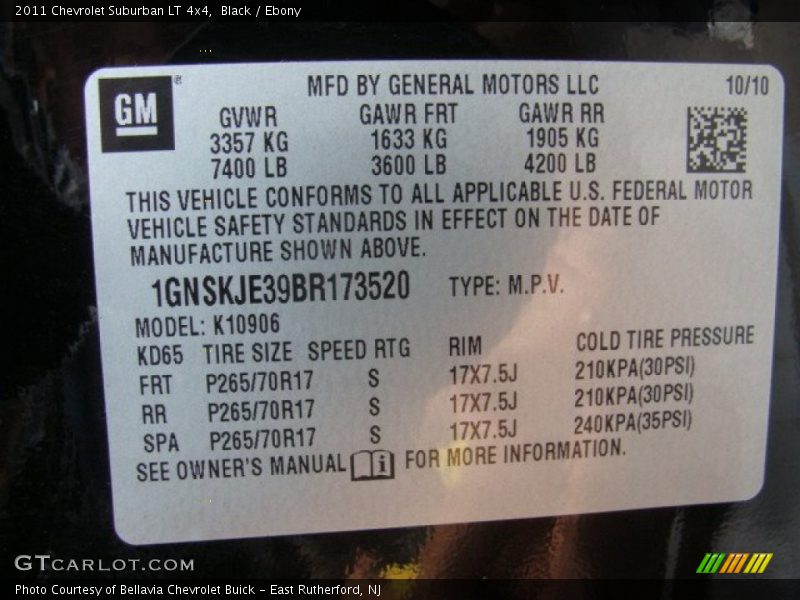 2011 Chevrolet Suburban LT 4x4, Black / Ebony
GM ®
MFD BY GENERAL MOTORS LLC 10/10
GVWR GAWR FRT GAWR RR
3357 KG 1633 KG 1905 KG
7400 LB 3600 LB 4200 LB
THIS VEHICLE CONFORMS TO ALL APPLICABLE U.S. FEDERAL MOTOR
VEHICLE SAFETY STANDARDS IN EFFECT ON THE DATE OF
MANUFACTURE SHOWN ABOVE.
1GNSKJE39BR173520 TYPE: M.P.V.
MODEL: K10906
KD65 TIRE SIZE SPEED RTG RIM COLD TIRE PRESSURE
FRT P265/70R17 S 17X7.5J 210KPA(30PSI)
RR P265/70R17 S 17X7.5J 210KPA(30PSI)
SPA P265/70R17 S 17X7.5J 240KPA(35PSI)
SEE OWNER'S MANUAL i FOR MORE INFORMATION.
GTCARLOT.COM
Photo Courtesy of Bellavia Chevrolet Buick - East Rutherford, NJ